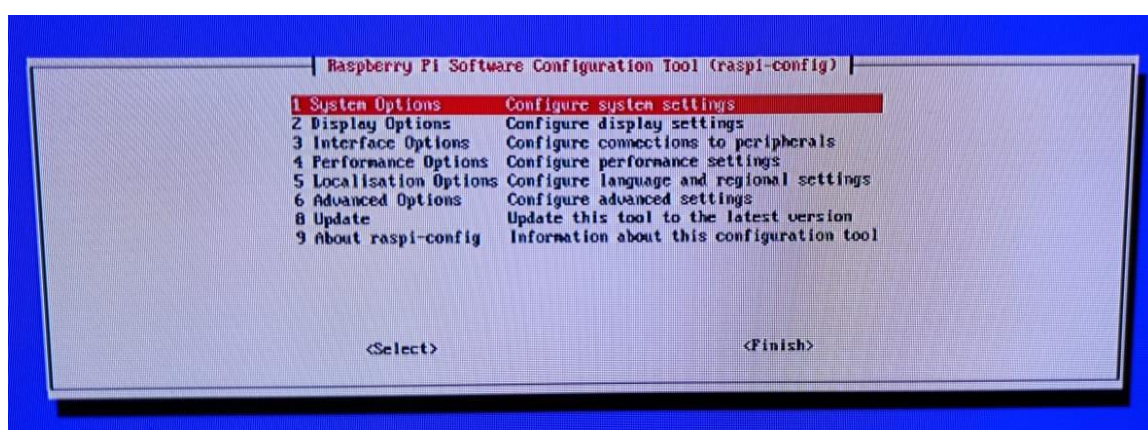 Raspberry Pi Software Configuration Tool (raspi-config)
1 System Options Configure system settings
2 Display Options Configure display settings
3 Interface Options Configure connections to peripherals
4 Performance Options Configure performance settings
5 Localisation Options Configure language and regional settings
6 Advanced Options Configure advanced settings
8 Update Update this tool to the latest version
9 About raspi-config Information about this configuration tool
<Select> <Finish>